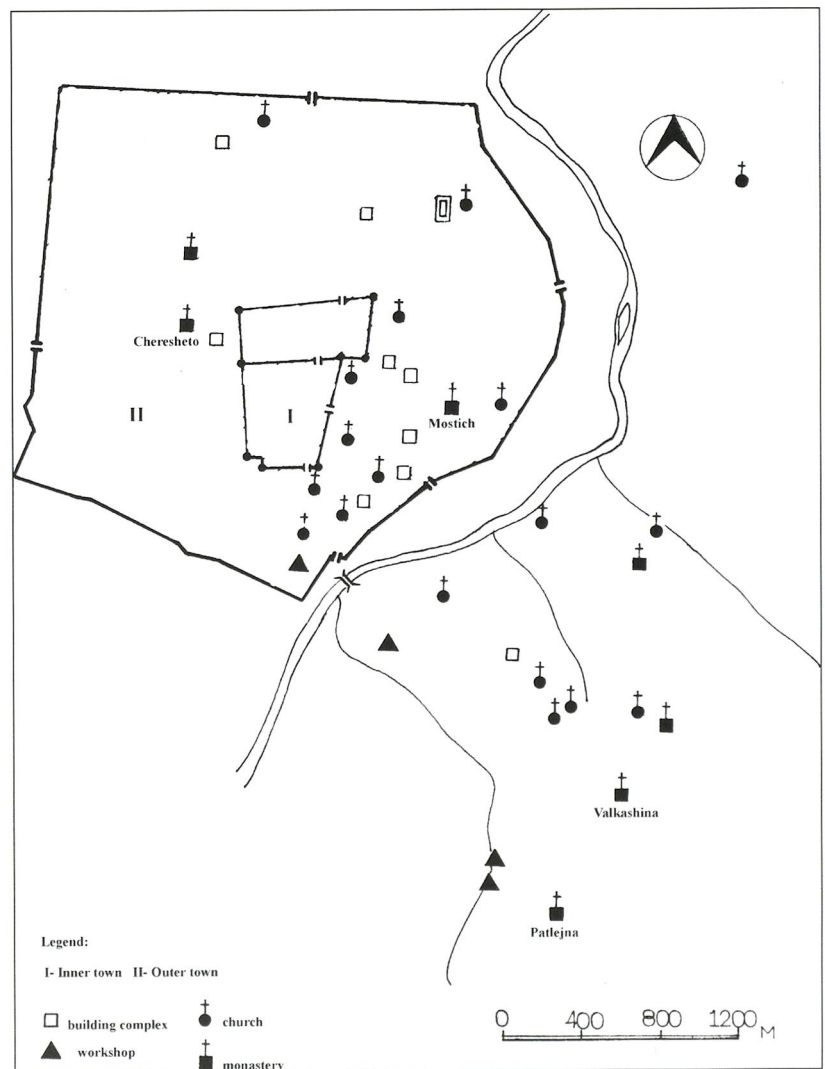 Cheresheto
II
I
Mostich
Valkashina
Patlejna
Legend:
I- Inner town II- Outer town
building complex
church
workshop
monastery
0 400 800 1200 M